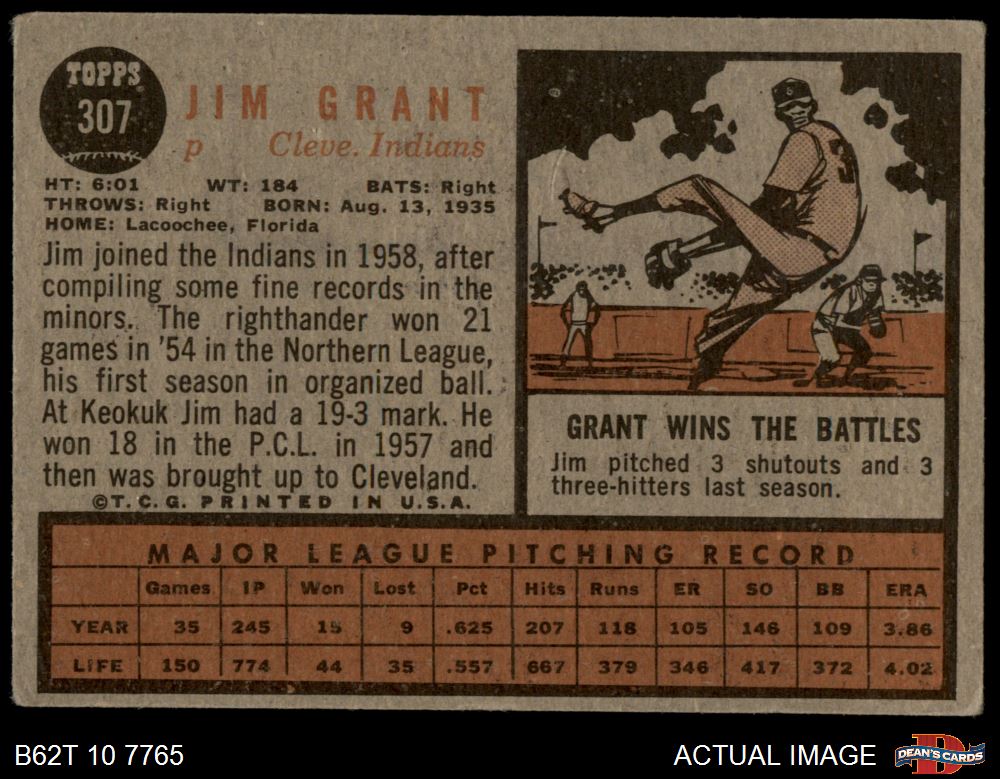 TOPPS
307
JIM GRANT
p Cleve. Indians
HT: 6:01 WT: 184 BATS: Right
THROWS: Right BORN: Aug. 13, 1935
HOME: Lacoochee, Florida
Jim joined the Indians in 1958, after
compiling some fine records in the
minors. The righthander won 21
games in '54 in the Northern League,
his first season in organized ball.
At Keokuk Jim had a 19-3 mark. He
won 18 in the P.C.L. in 1957 and
then was brought up to Cleveland.
©T.C.G. PRINTED IN U.S.A.
GRANT WINS THE BATTLES
Jim pitched 3 shutouts and 3
three-hitters last season.
MAJOR LEAGUE PITCHING RECORD
Games IP Won Lost Pct Hits Runs ER SO BB ERA
YEAR 35 245 15 9 .625 207 118 105 146 109 3.86
LIFE 150 774 44 35 .557 667 379 346 417 372 4.02
B62T 10 7765 ACTUAL IMAGE DEAN'S CARDS